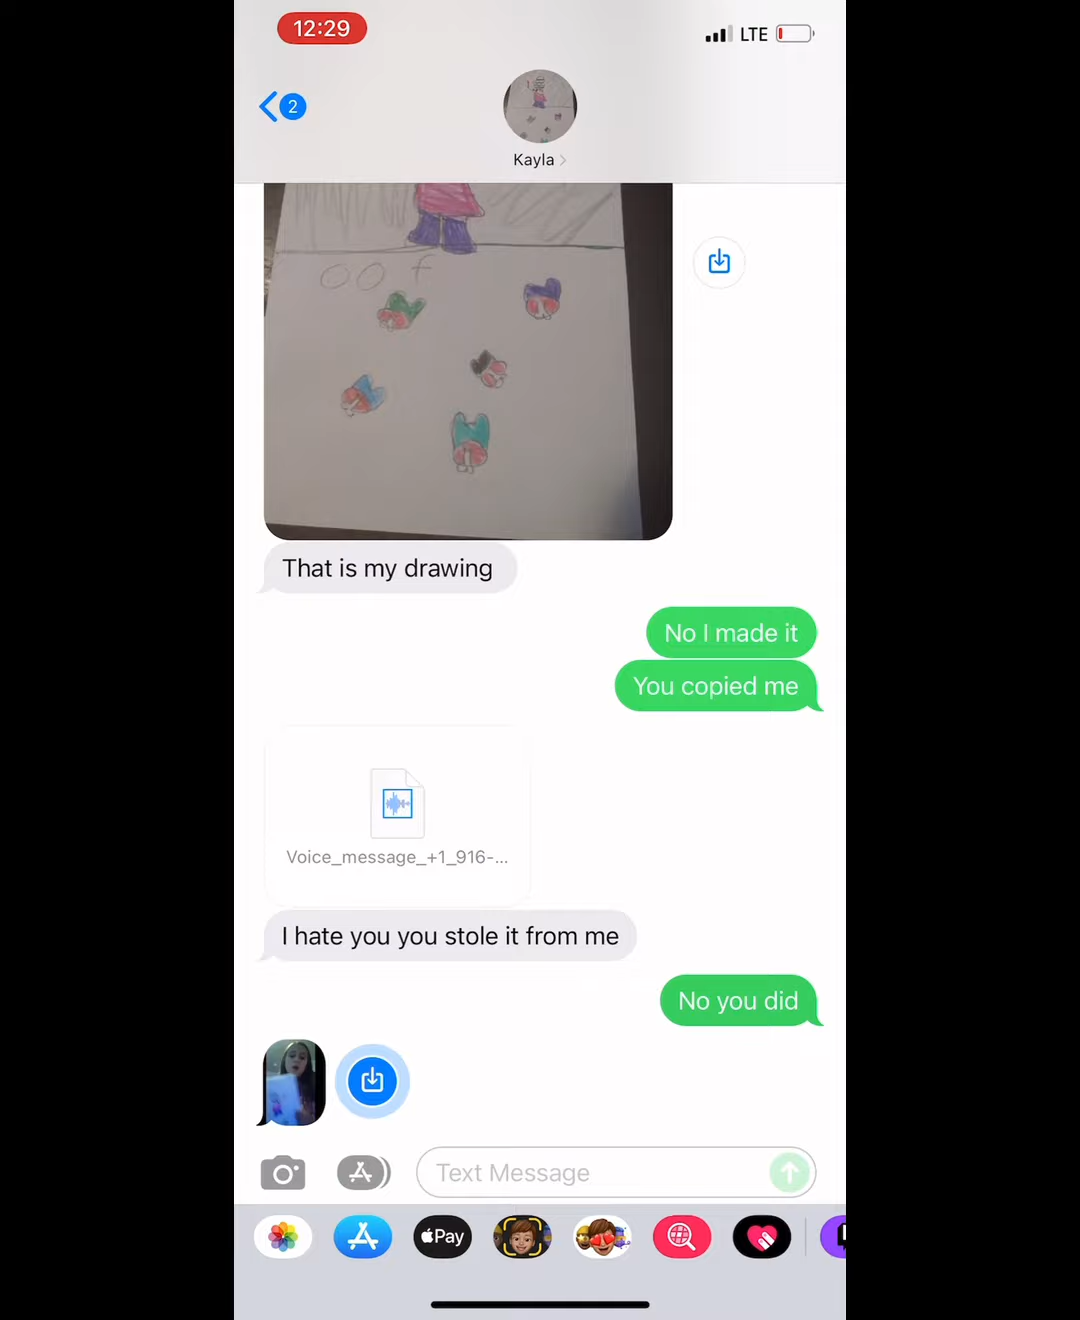 12:29
LTE
2
Kayla
oof
That is my drawing
No I made it
You copied me
Voice_message_+1_916-...
I hate you you stole it from me
No you did
Text Message
Pay